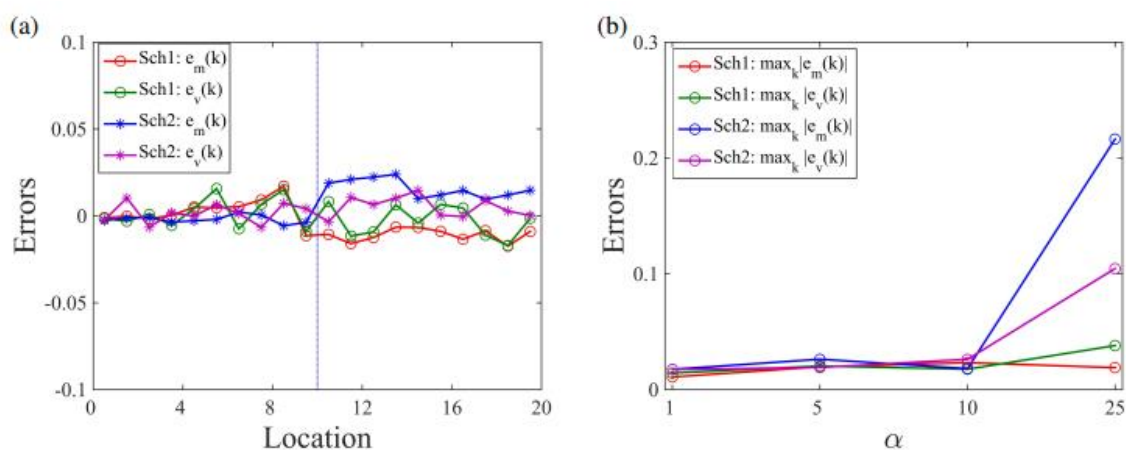 (a)
0.1
0.05
0
-0.05
-0.1
Errors
Sch1: e_m(k)
Sch1: e_v(k)
Sch2: e_m(k)
Sch2: e_v(k)
0 4 8 12 16 20
Location
(b)
0.3
0.2
0.1
0
Errors
Sch1: max_k|e_m(k)|
Sch1: max_k |e_v(k)|
Sch2: max_k |e_m(k)|
Sch2: max_k |e_v(k)|
1 5 10 25
α